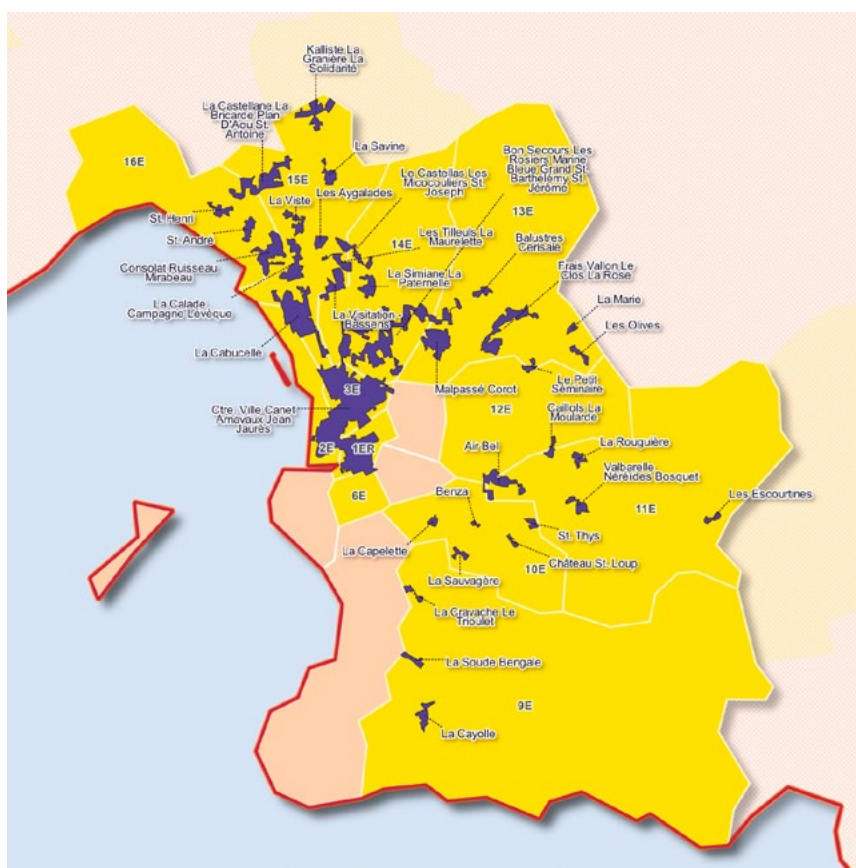 Kalliste La
Granière La
Solidarité
La Castellane La
Bricarde Plan
D'Aou St.
Antoine
La Savine
Bon Secours Les
Rosiers Marine
Bleue Grand St.
Barthélémy St.
Jérôme
16E
15E
Le Castellas Les
Micocouliers St.
Joseph
Les Aygalades
La Viste
13E
St. Henri
14E
Les Tilleuls La
Maurelette
Balustres
Cerisaie
St. André
Frais Vallon Le
Clos La Rose
Consolat Ruisseau
Mirabeau
La Simiane La
Paternelle
La Marie
La Calade
Campagne Lévèque
La Visitation -
Bassens
Les Olives
La Cabucelle
Malpassé Corot
Le Petit
Séminaire
3E
Ctre. Ville Canet
Arnavaux Jean
Jaurès
12E
Caillols La
Moularde
2E
1ER
Air Bel
La Rouguière
Valbarelle
Néréides Bosquet
6E
Benza
11E
Les Escourtines
La Capelette
St. Thys
Château St. Loup
La Sauvagère
10E
La Cravache Le
Trioulet
La Soude Bengale
9E
La Cayolle